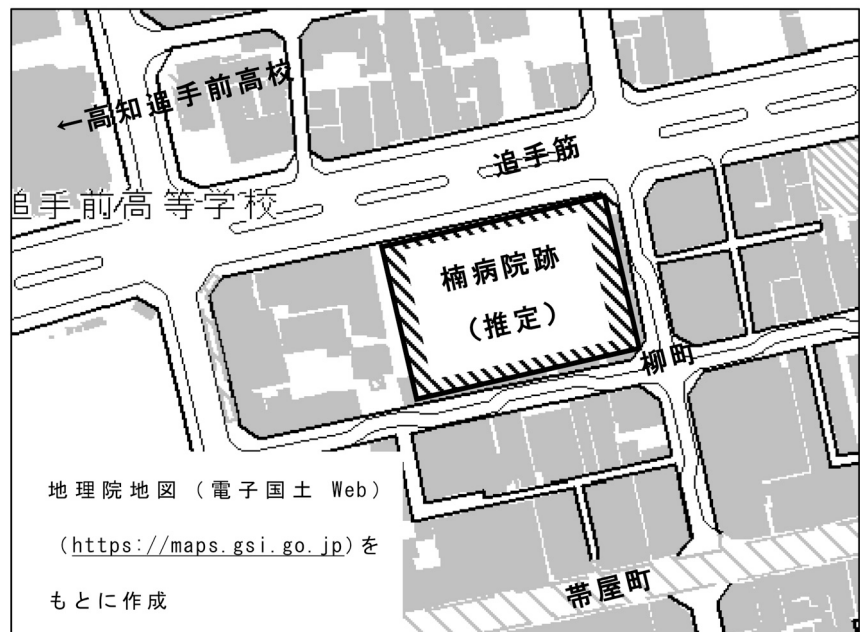 ←高知追手前高校
追手筋
追手前高等学校
楠病院跡
（推定）
柳町
地理院地図（電子国土 Web）
（https://maps.gsi.go.jp）を
もとに作成
帯屋町